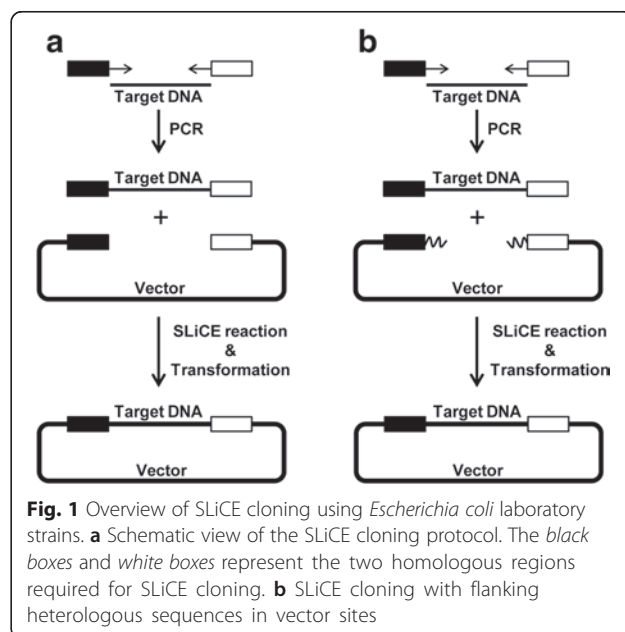 a
b
Target DNA
Target DNA
PCR
PCR
Target DNA
Target DNA
+
+
Vector
Vector
SLiCE reaction
&
Transformation
SLiCE reaction
&
Transformation
Target DNA
Target DNA
Vector
Vector
Fig. 1 Overview of SLiCE cloning using Escherichia coli laboratory
strains. a Schematic view of the SLiCE cloning protocol. The black
boxes and white boxes represent the two homologous regions
required for SLiCE cloning. b SLiCE cloning with flanking
heterologous sequences in vector sites